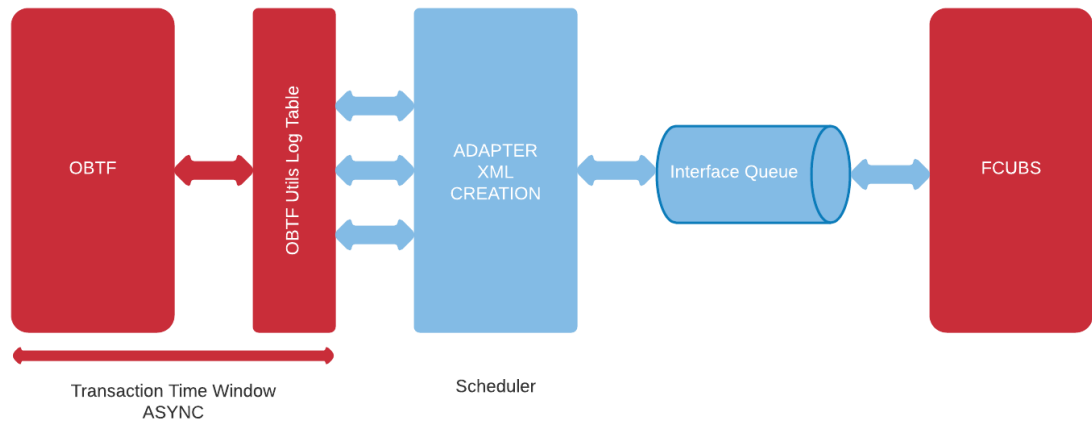 OBTF
OBTF Utils Log Table
ADAPTER
XML
CREATION
Interface Queue
FCUBS
Transaction Time Window
ASYNC
Scheduler